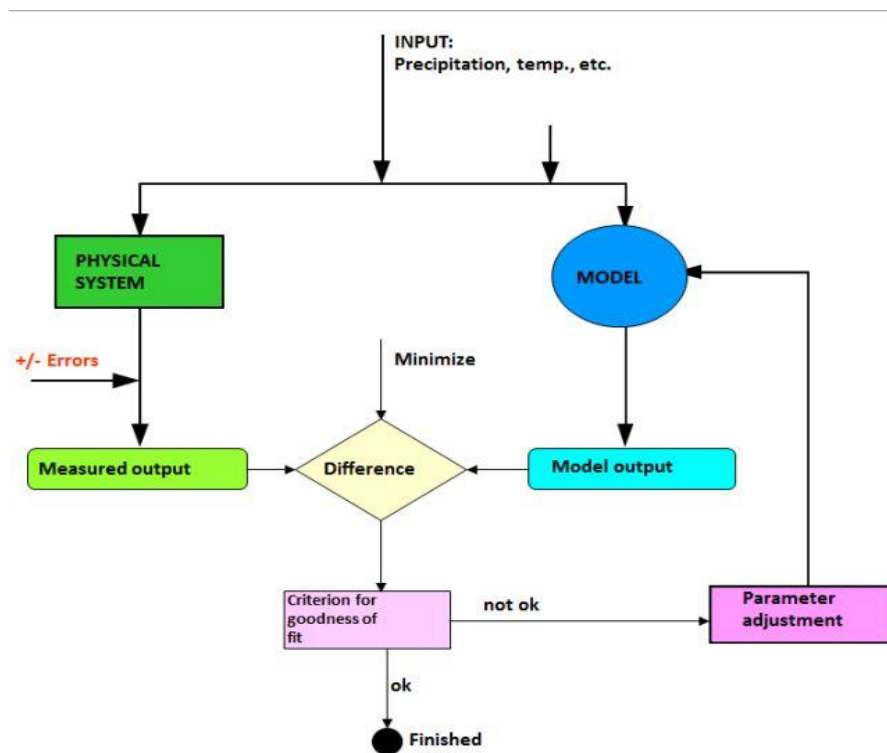 INPUT:
Precipitation, temp., etc.
PHYSICAL
SYSTEM
MODEL
+/- Errors
Minimize
Measured output
Difference
Model output
Criterion for
goodness of
fit
not ok
Parameter
adjustment
ok
Finished